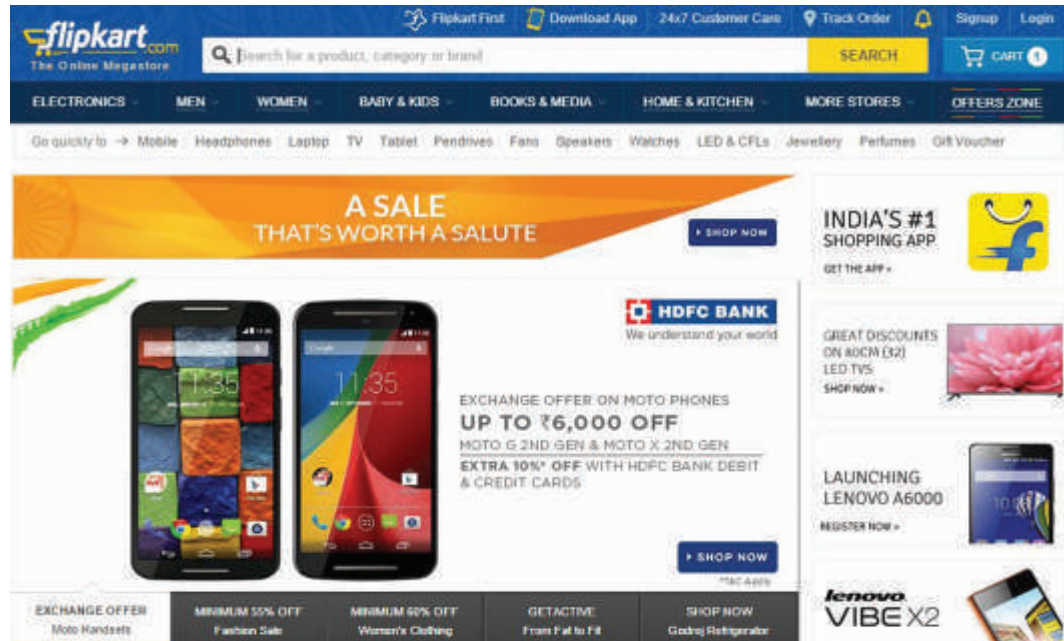 Flipkart First Download App 24x7 Customer Care Track Order Signup Login
flipkart.com
The Online Megastore
Search for a product, category or brand
SEARCH
CART 1
ELECTRONICS MEN WOMEN BABY & KIDS BOOKS & MEDIA HOME & KITCHEN MORE STORES OFFERS ZONE
Go quickly to → Mobile Headphones Laptop TV Tablet Pendrives Fans Speakers Watches LED & CFLs Jewellery Perfumes Gift Voucher
A SALE
THAT'S WORTH A SALUTE
SHOP NOW
INDIA'S #1
SHOPPING APP
GET THE APP »
HDFC BANK
We understand your world
GREAT DISCOUNTS
ON 80CM (32)
LED TVS
SHOP NOW »
Google
1:35
Google
11:35
EXCHANGE OFFER ON MOTO PHONES
UP TO ₹6,000 OFF
MOTO G 2ND GEN & MOTO X 2ND GEN
EXTRA 10%* OFF WITH HDFC BANK DEBIT
& CREDIT CARDS
SHOP NOW
*T&C Apply
LAUNCHING
LENOVO A6000
REGISTER NOW »
lenovo
VIBE X2
EXCHANGE OFFER
Moto Handsets
MINIMUM 55% OFF
Fashion Sale
MINIMUM 60% OFF
Women's Clothing
GETACTIVE
From Fat to Fit
SHOP NOW
Godrej Refrigerator